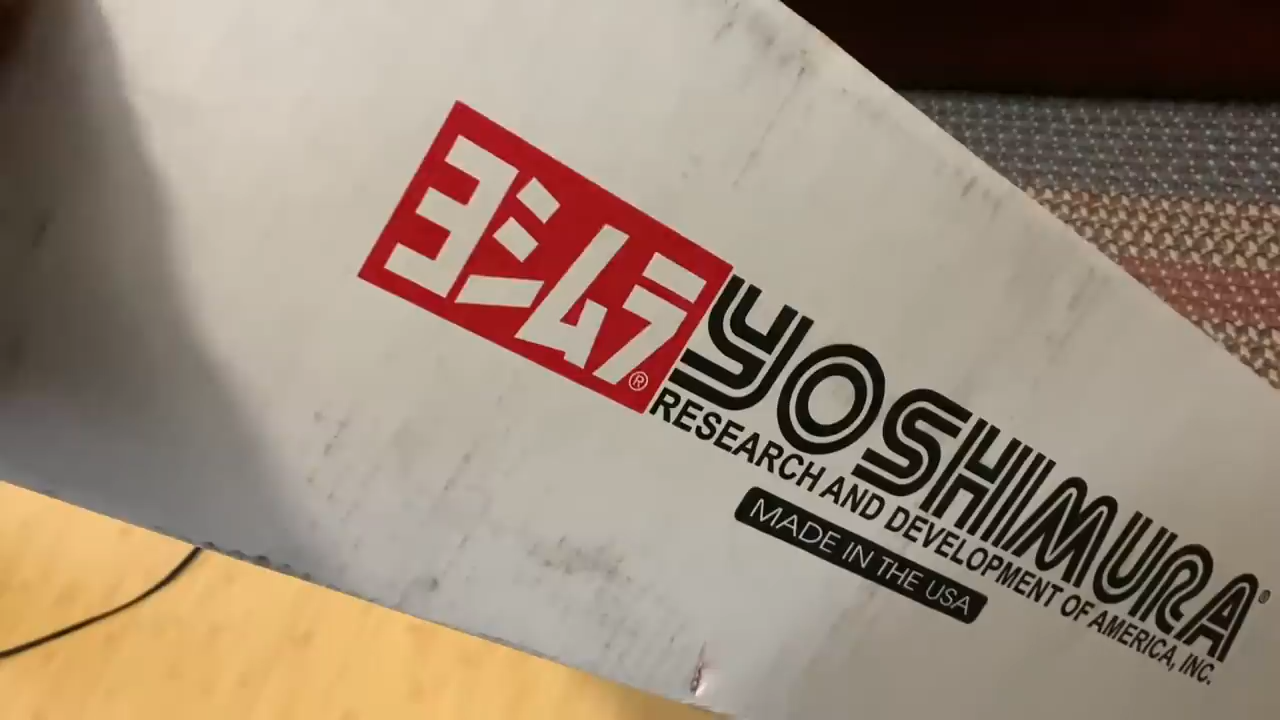 ヨシムラ®
YOSHIMURA®
RESEARCH AND DEVELOPMENT OF AMERICA, INC.
MADE IN THE USA